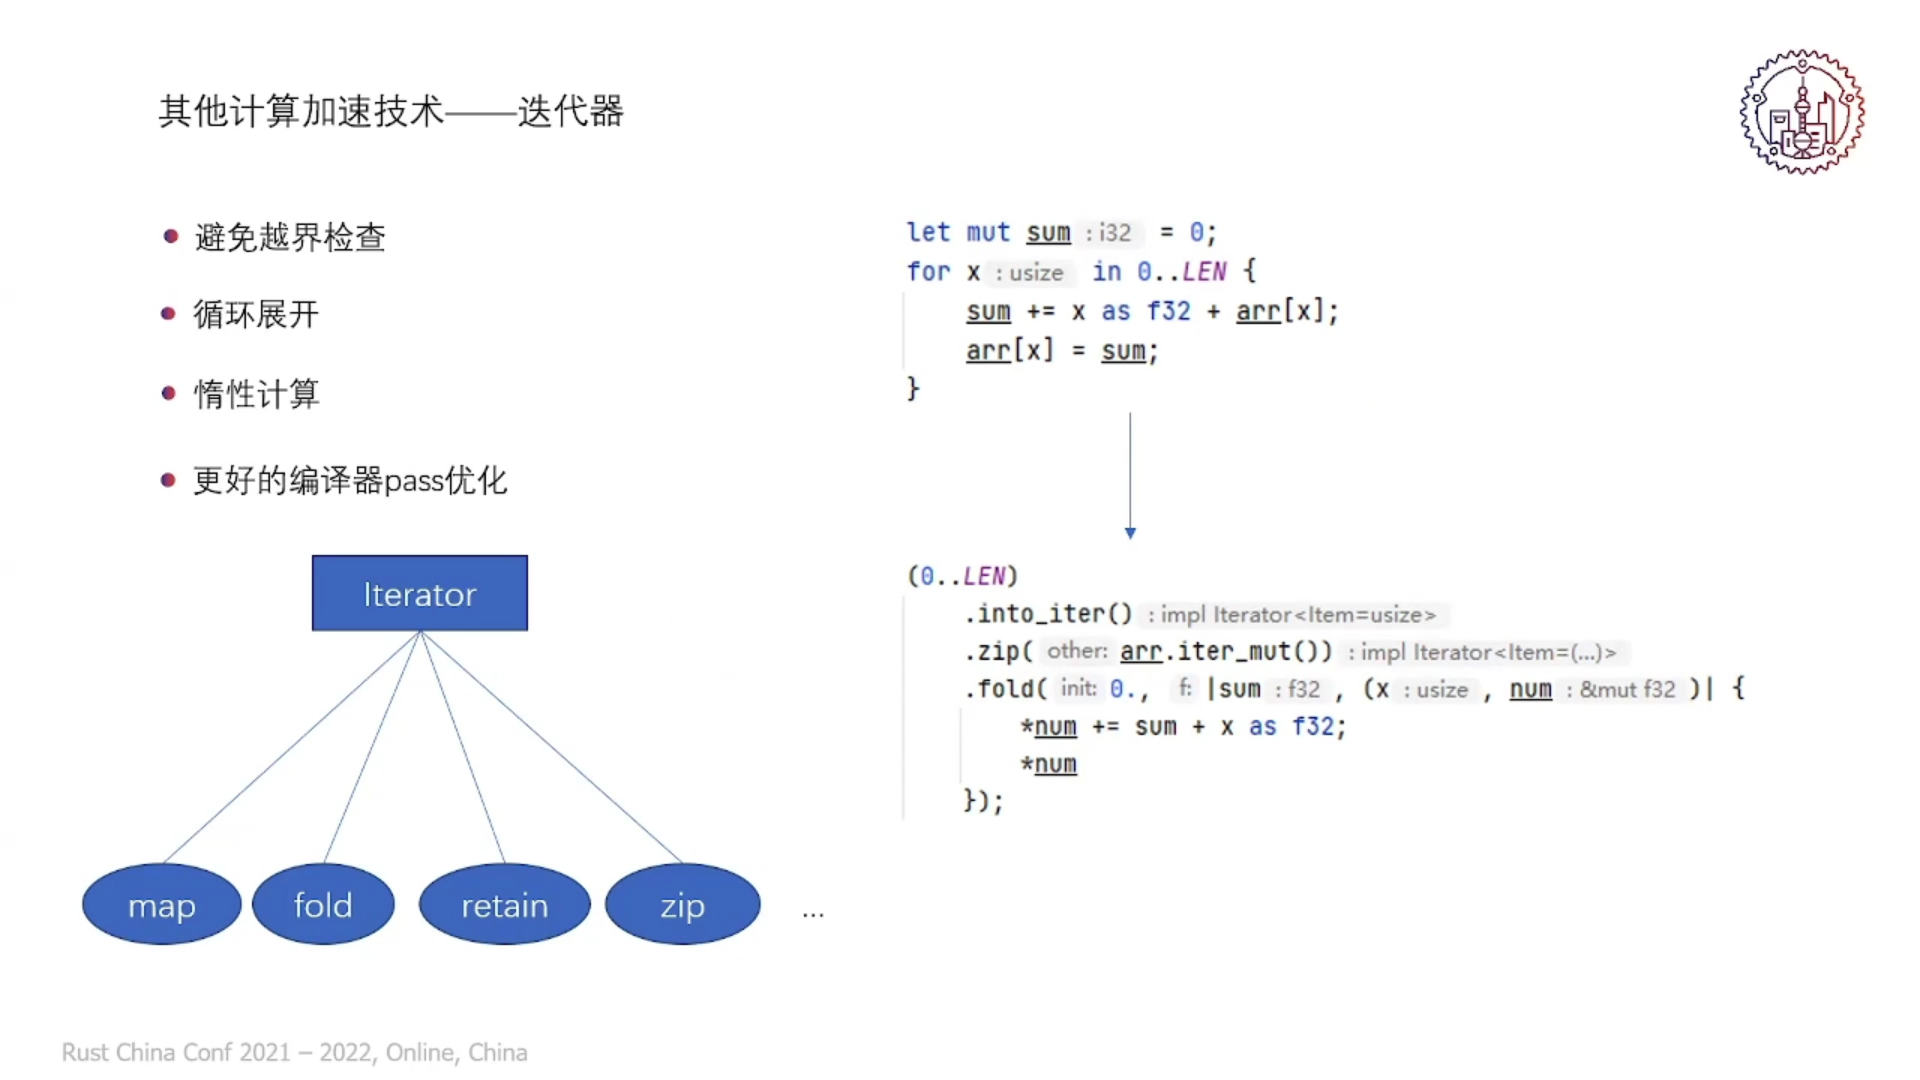 其他计算加速技术——迭代器
避免越界检查
循环展开
惰性计算
更好的编译器pass优化
Iterator
map
fold
retain
zip
...
let mut sum : i32 = 0;
for x : usize in 0..LEN {
sum += x as f32 + arr[x];
arr[x] = sum;
}
(0..LEN)
.into_iter() : impl Iterator<Item=usize>
.zip( other: arr.iter_mut()) : impl Iterator<Item=(...)>
.fold( init: 0., f: |sum : f32 , (x : usize , num : &mut f32 )| {
*num += sum + x as f32;
*num
});
Rust China Conf 2021 – 2022, Online, China